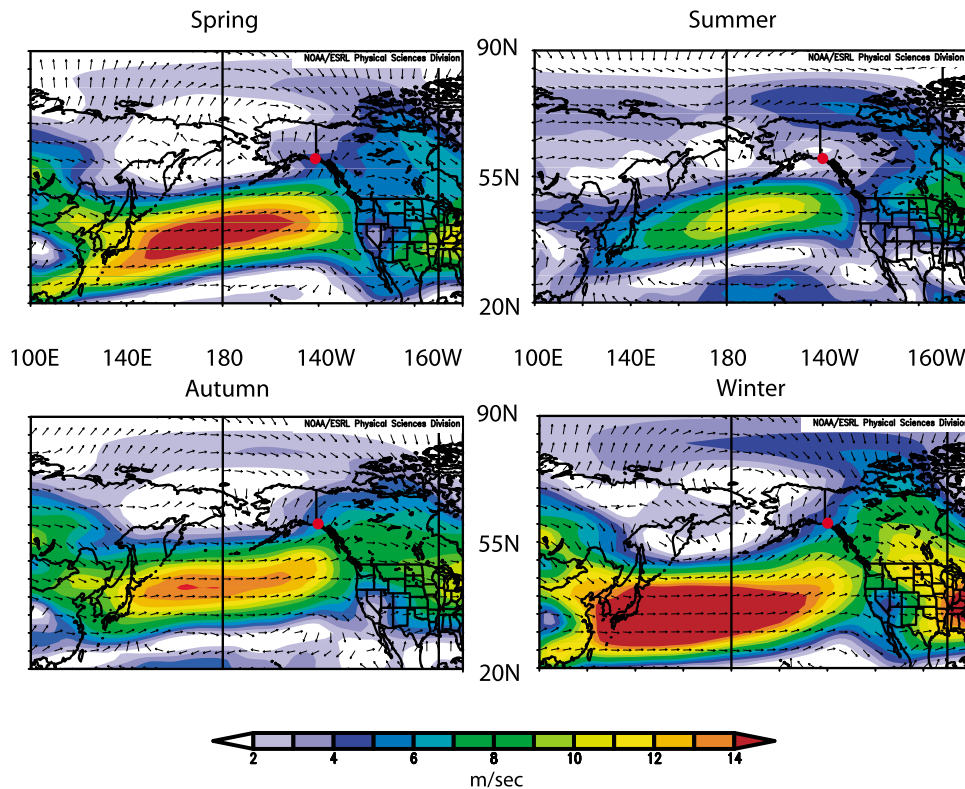 Spring
Summer
NOAA/ESRL Physical Sciences Division
NOAA/ESRL Physical Sciences Division
90N
55N
20N
100E 140E 180 140W 160W
100E 140E 180 140W 160W
Autumn
Winter
NOAA/ESRL Physical Sciences Division
NOAA/ESRL Physical Sciences Division
90N
55N
20N
2 4 6 8 10 12 14
m/sec